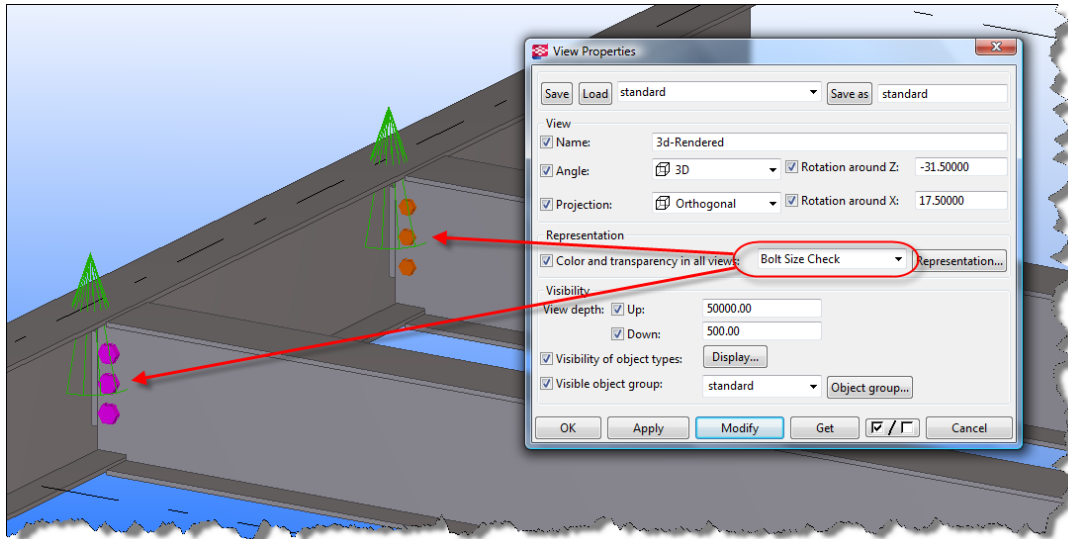 View Properties
X
Save Load standard Save as standard
View
Name: 3d-Rendered
Angle: 3D Rotation around Z: -31.50000
Projection: Orthogonal Rotation around X: 17.50000
Representation
Color and transparency in all views: Bolt Size Check Representation...
Visibility
View depth: Up: 50000.00
Down: 500.00
Visibility of object types: Display...
Visible object group: standard Object group...
OK Apply Modify Get / Cancel